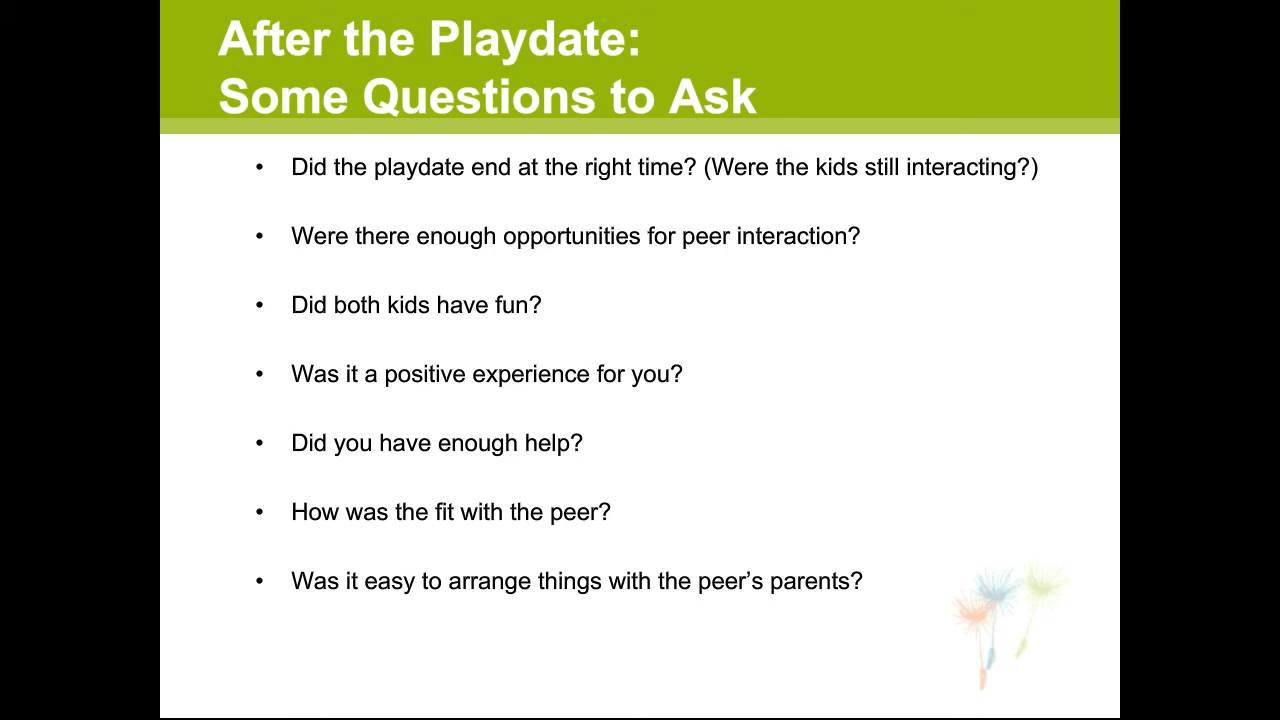 After the Playdate:
Some Questions to Ask
• Did the playdate end at the right time? (Were the kids still interacting?)
• Were there enough opportunities for peer interaction?
• Did both kids have fun?
• Was it a positive experience for you?
• Did you have enough help?
• How was the fit with the peer?
• Was it easy to arrange things with the peer’s parents?